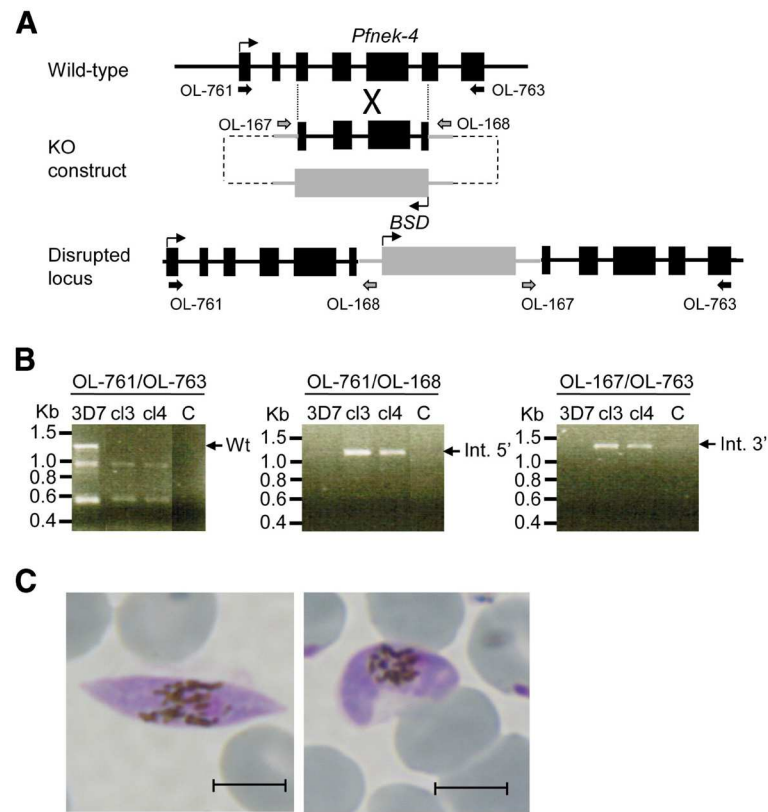 A
Pfnek-4
Wild-type
OL-761
OL-763
OL-167
OL-168
KO
construct
BSD
Disrupted
locus
OL-761
OL-168
OL-167
OL-763
B
OL-761/OL-763
OL-761/OL-168
OL-167/OL-763
Kb 3D7 cl3 cl4 C
Kb 3D7 cl3 cl4 C
Kb 3D7 cl3 cl4 C
1.5
1.0
0.8
0.6
0.4
Wt
1.5
1.0
0.8
0.6
0.4
Int. 5’
1.5
1.0
0.8
0.6
0.4
Int. 3’
C